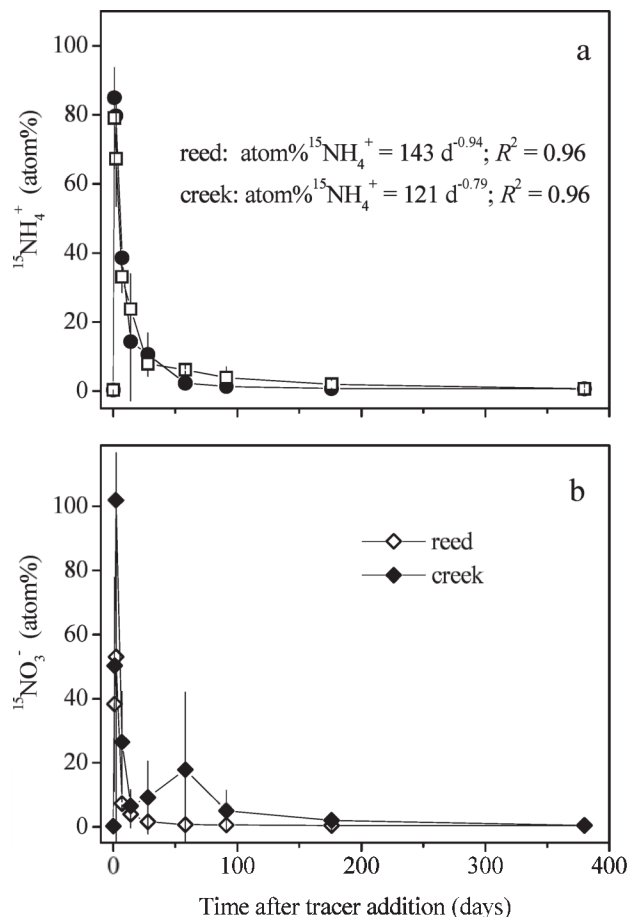 a
100
80
60
40
20
0
¹⁵NH₄⁺ (atom%)
reed: atom%¹⁵NH₄⁺ = 143 d⁻⁰·⁹⁴; R² = 0.96
creek: atom%¹⁵NH₄⁺ = 121 d⁻⁰·⁷⁹; R² = 0.96
b
100
80
60
40
20
0
¹⁵NO₃⁻ (atom%)
reed
creek
0 100 200 300 400
Time after tracer addition (days)